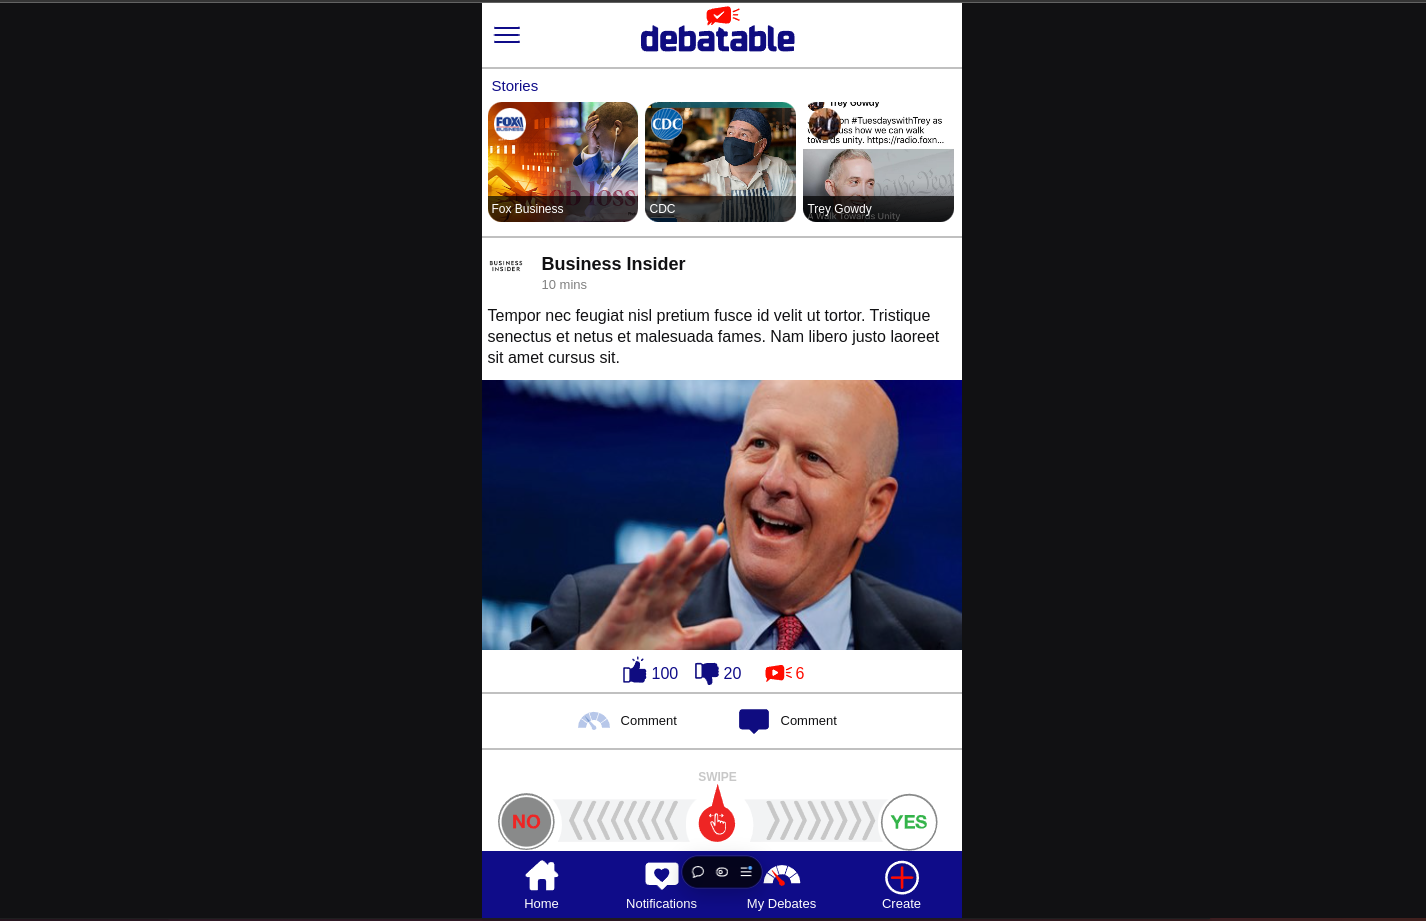 debatable
Stories
FOX
BUSINESS
CDC
Trey Gowdy
on #TuesdayswithTrey as
uss how we can walk
towards unity. https://radio.foxn...
job loss
Fox Business
CDC
Trey Gowdy
A Walk Towards Unity
BUSINESS
INSIDER
Business Insider
10 mins
Tempor nec feugiat nisl pretium fusce id velit ut tortor. Tristique
senectus et netus et malesuada fames. Nam libero justo laoreet
sit amet cursus sit.
100 20 6
Comment Comment
SWIPE
NO YES
Home Notifications My Debates Create